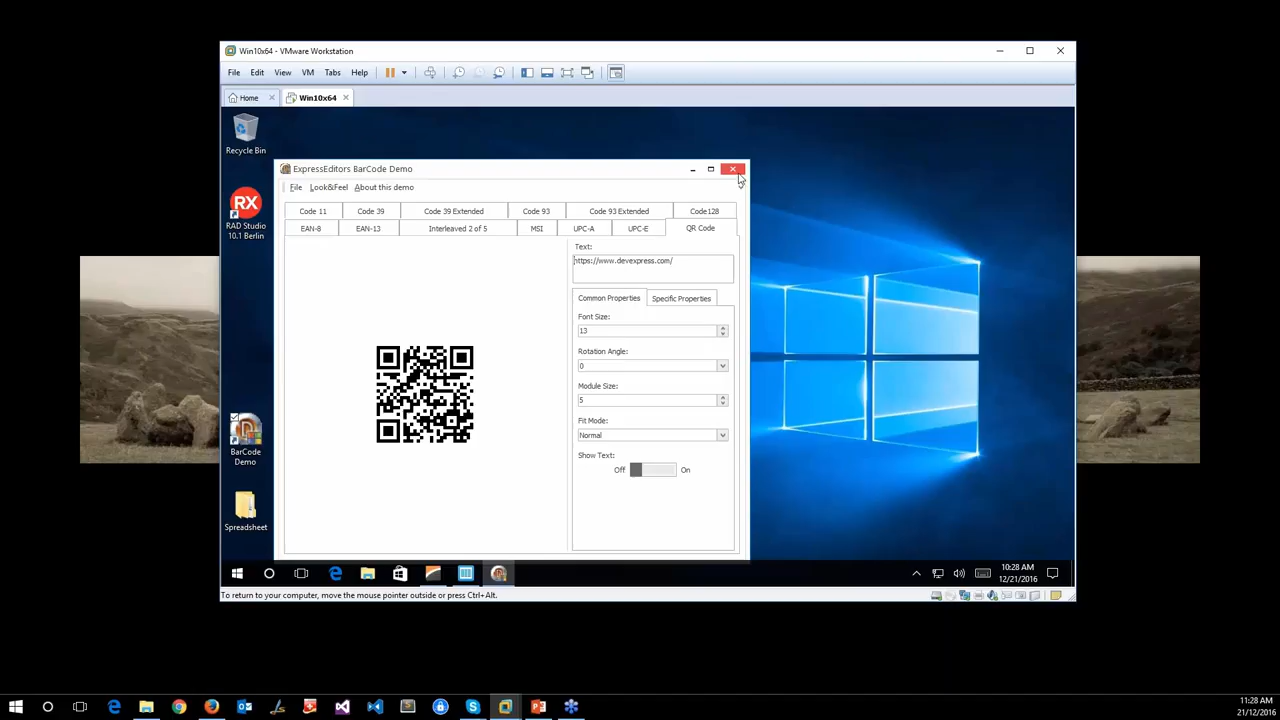 Win10x64 - VMware Workstation
File Edit View VM Tabs Help
Home Win10x64
Recycle Bin
RX
RAD Studio
10.1 Berlin
BarCode
Demo
Spreadsheet
ExpressEditors BarCode Demo
File Look&Feel About this demo
Code 11 Code 39 Code 39 Extended Code 93 Code 93 Extended Code128
EAN-8 EAN-13 Interleaved 2 of 5 MSI UPC-A UPC-E QR Code
Text:
https://www.devexpress.com/
Common Properties Specific Properties
Font Size:
13
Rotation Angle:
0
Module Size:
5
Fit Mode:
Normal
Show Text:
Off On
10:28 AM
12/21/2016
To return to your computer, move the mouse pointer outside or press Ctrl+Alt.
11:28 AM
21/12/2016